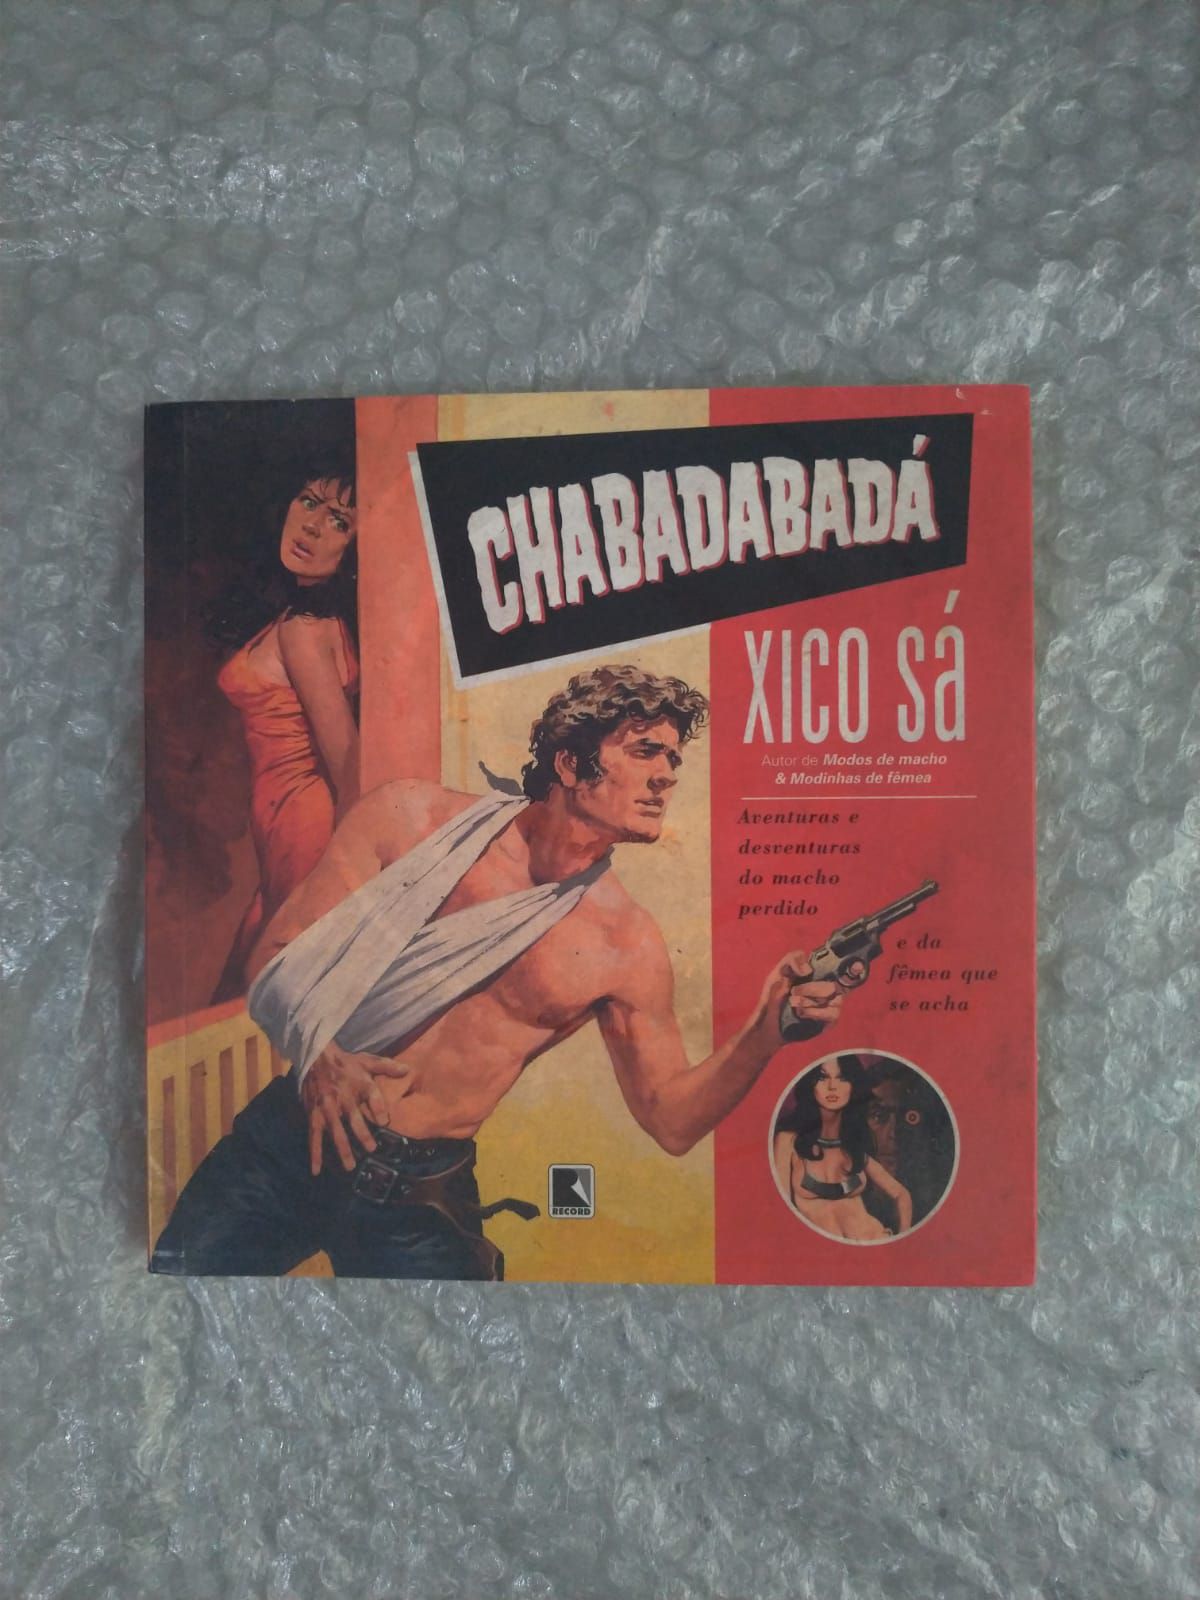 CHABADABADÁ
XICO SÁ
Autor de Modos de macho
& Modinhas de fêmea
Aventuras e
desventuras
do macho
perdido
e da
fêmea que
se acha
R
RECORD